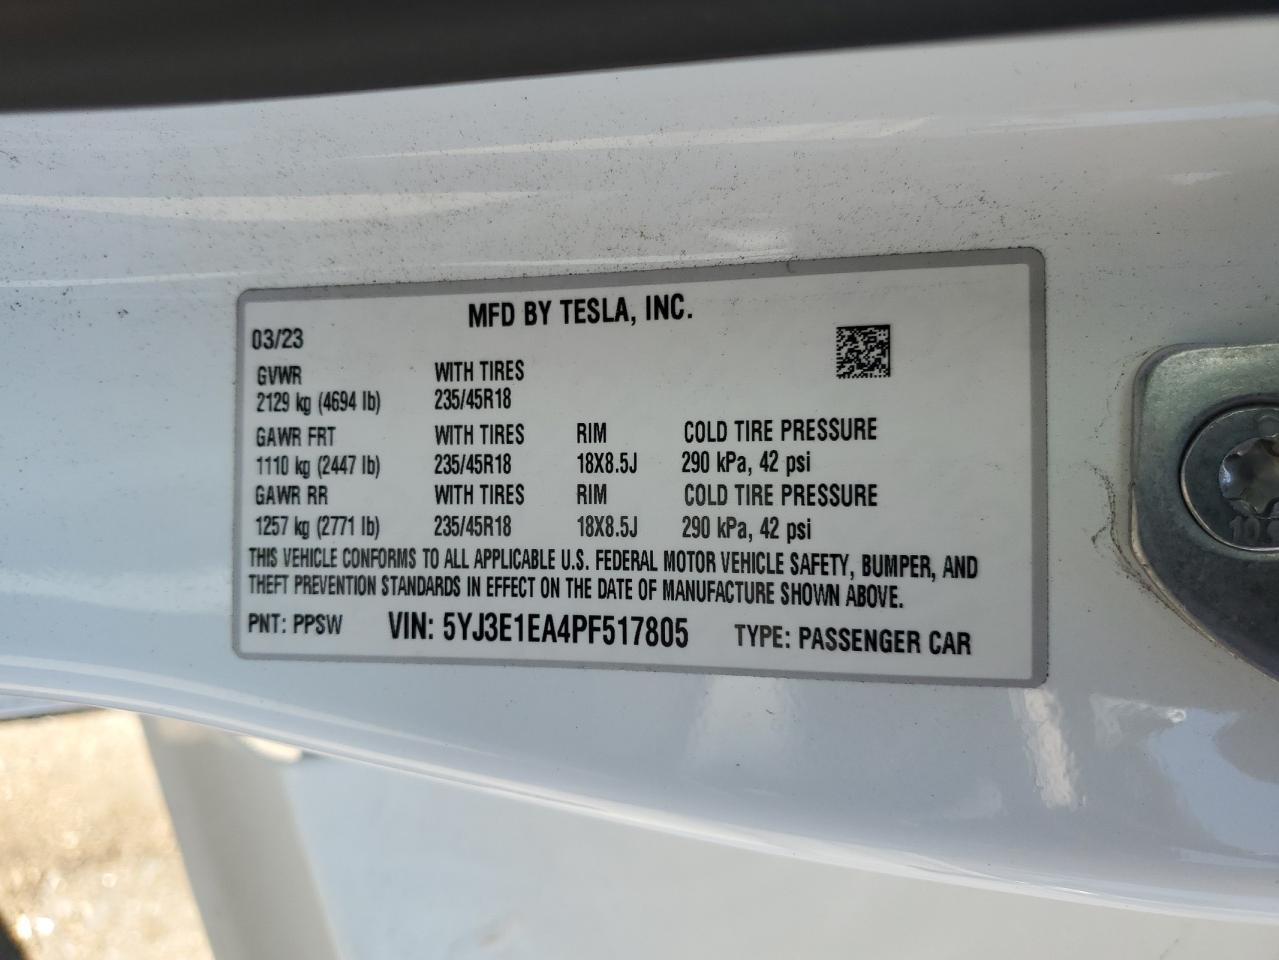 MFD BY TESLA, INC.
03/23
GVWR WITH TIRES
2129 kg (4694 lb) 235/45R18
GAWR FRT WITH TIRES RIM COLD TIRE PRESSURE
1110 kg (2447 lb) 235/45R18 18X8.5J 290 kPa, 42 psi
GAWR RR WITH TIRES RIM COLD TIRE PRESSURE
1257 kg (2771 lb) 235/45R18 18X8.5J 290 kPa, 42 psi
THIS VEHICLE CONFORMS TO ALL APPLICABLE U.S. FEDERAL MOTOR VEHICLE SAFETY, BUMPER, AND
THEFT PREVENTION STANDARDS IN EFFECT ON THE DATE OF MANUFACTURE SHOWN ABOVE.
PNT: PPSW VIN: 5YJ3E1EA4PF517805 TYPE: PASSENGER CAR